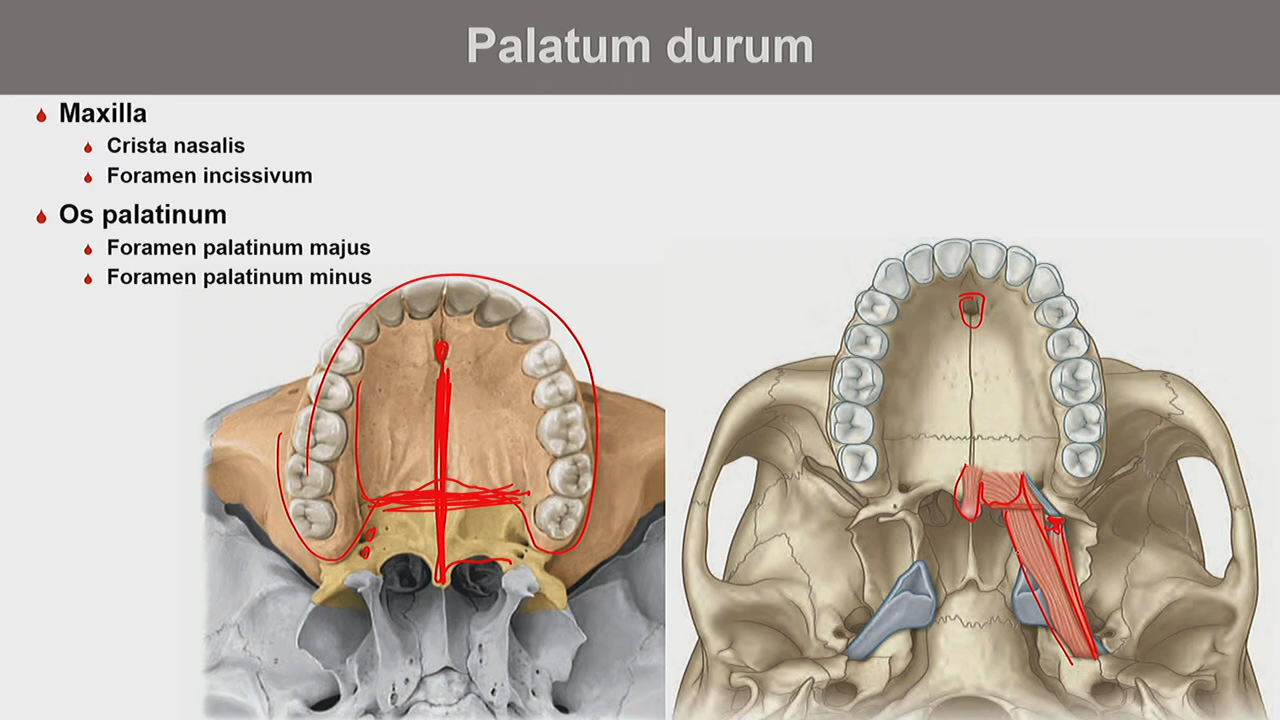 Palatum durum
Maxilla
Crista nasalis
Foramen incissivum
Os palatinum
Foramen palatinum majus
Foramen palatinum minus